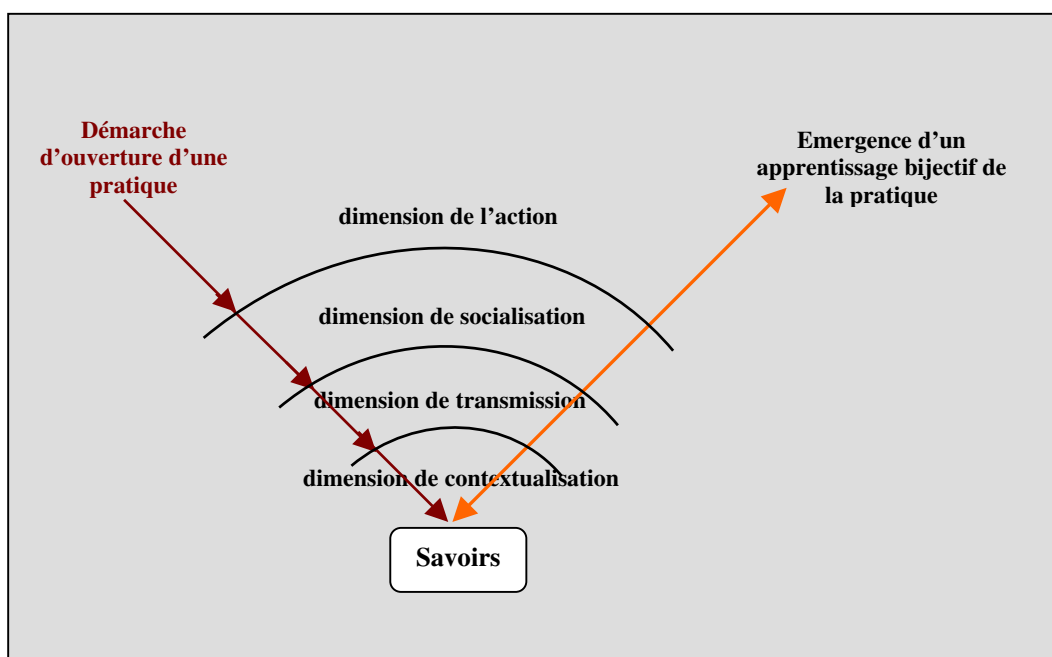 Démarche
d'ouverture d'une
pratique
Emergence d'un
apprentissage bijectif de
la pratique
dimension de l'action
dimension de socialisation
dimension de transmission
dimension de contextualisation
Savoirs